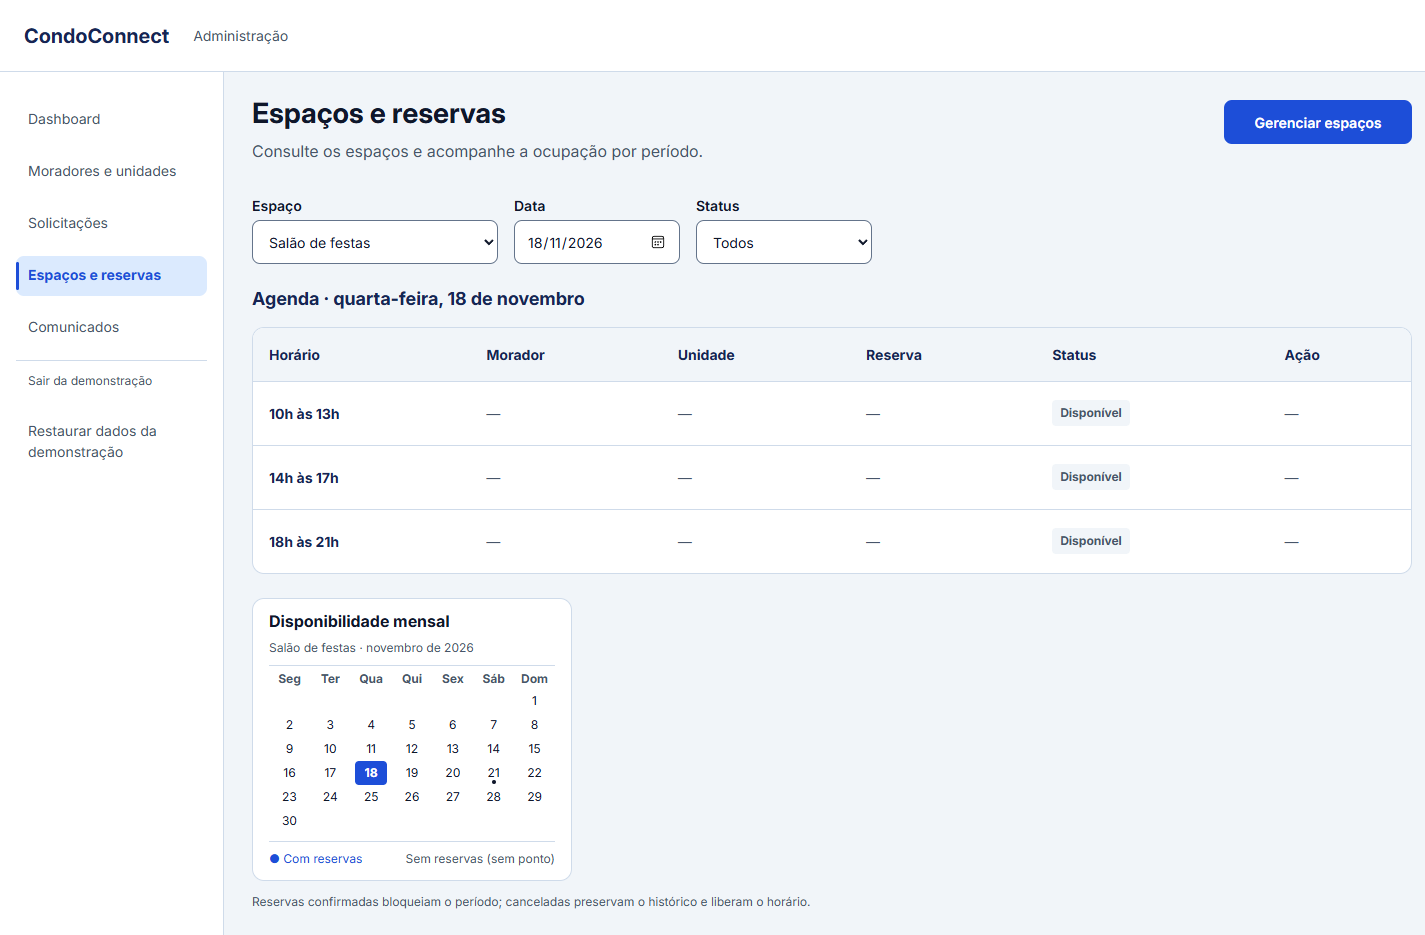 CondoConnect Administração
Dashboard
Moradores e unidades
Solicitações
Espaços e reservas
Comunicados
Sair da demonstração
Restaurar dados da
demonstração
Espaços e reservas
Consulte os espaços e acompanhe a ocupação por período.
Gerenciar espaços
Espaço Data Status
Salão de festas 18/11/2026 Todos
Agenda · quarta-feira, 18 de novembro
Horário Morador Unidade Reserva Status Ação
10h às 13h — — — Disponível —
14h às 17h — — — Disponível —
18h às 21h — — — Disponível —
Disponibilidade mensal
Salão de festas · novembro de 2026
Seg Ter Qua Qui Sex Sáb Dom
1
2 3 4 5 6 7 8
9 10 11 12 13 14 15
16 17 18 19 20 21 22
23 24 25 26 27 28 29
30
Com reservas Sem reservas (sem ponto)
Reservas confirmadas bloqueiam o período; canceladas preservam o histórico e liberam o horário.